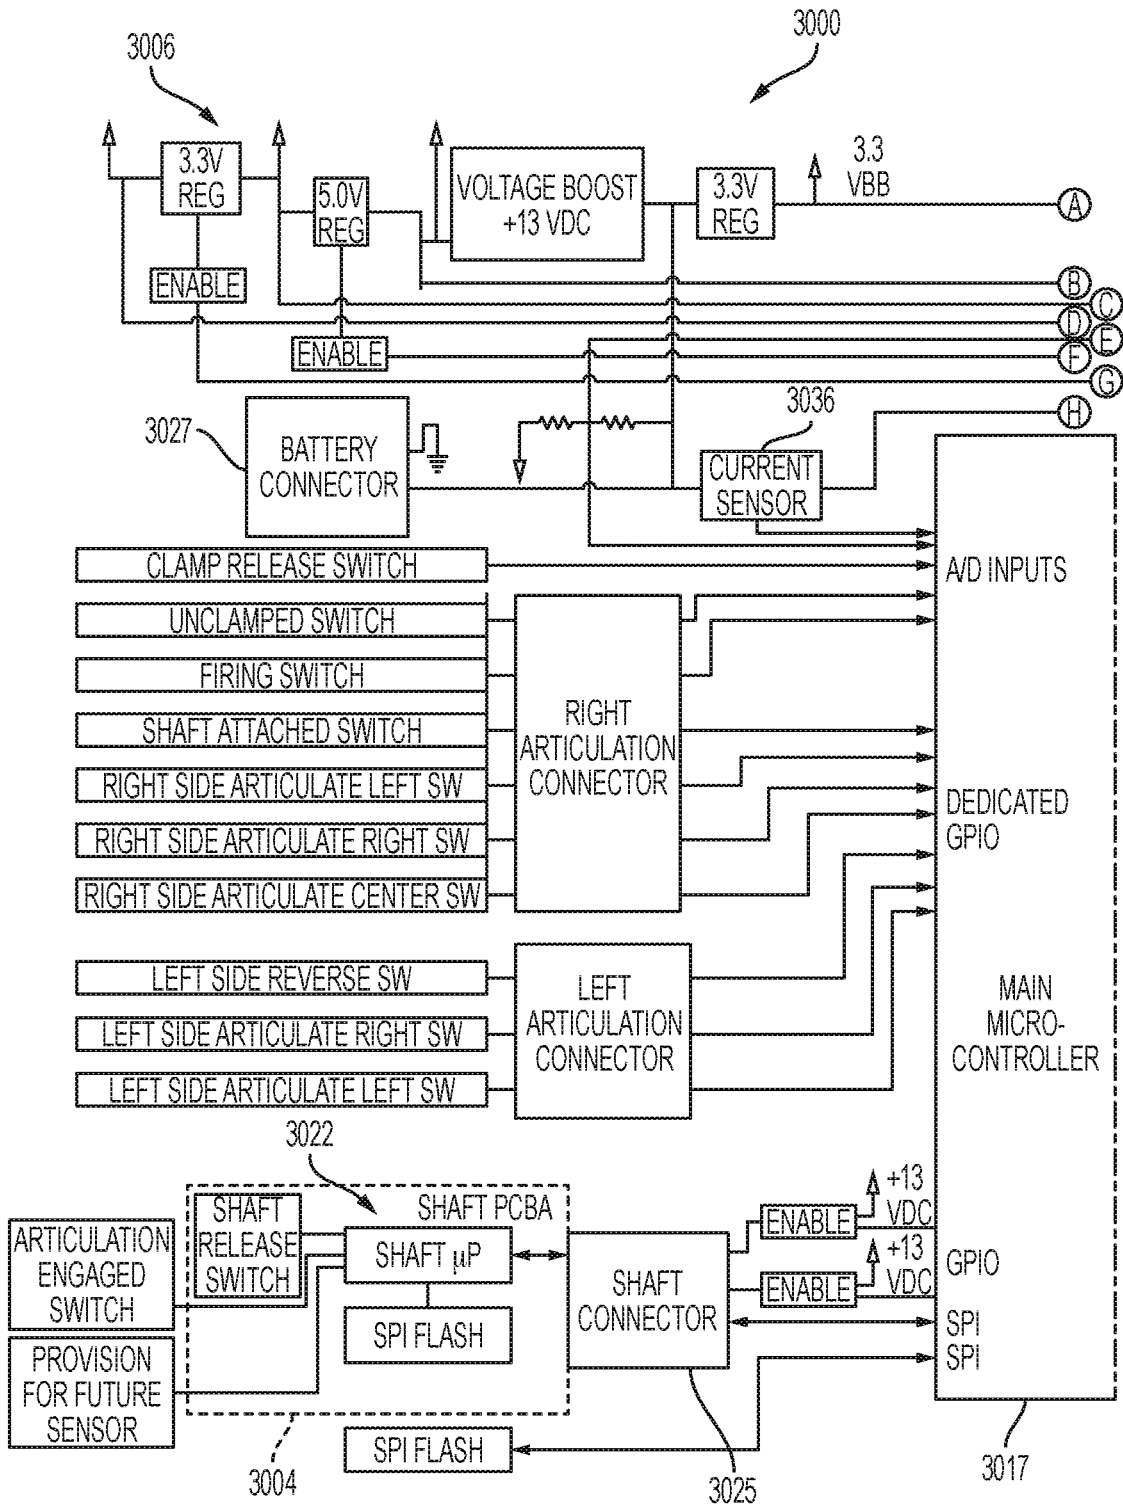 3000
3006
3.3V
REG
5.0V
REG
VOLTAGE BOOST
+13 VDC
3.3V
REG
3.3
VBB
A
ENABLE
B
C
D
E
ENABLE
F
G
H
3027
BATTERY
CONNECTOR
3036
CURRENT
SENSOR
CLAMP RELEASE SWITCH
A/D INPUTS
UNCLAMPED SWITCH
FIRING SWITCH
SHAFT ATTACHED SWITCH
RIGHT SIDE ARTICULATE LEFT SW
RIGHT SIDE ARTICULATE RIGHT SW
RIGHT SIDE ARTICULATE CENTER SW
RIGHT
ARTICULATION
CONNECTOR
DEDICATED
GPIO
LEFT SIDE REVERSE SW
LEFT SIDE ARTICULATE RIGHT SW
LEFT SIDE ARTICULATE LEFT SW
LEFT
ARTICULATION
CONNECTOR
MAIN
MICRO-
CONTROLLER
3022
SHAFT PCBA
SHAFT
RELEASE
SWITCH
SHAFT µP
SPI FLASH
ARTICULATION
ENGAGED
SWITCH
PROVISION
FOR FUTURE
SENSOR
SHAFT
CONNECTOR
ENABLE
+13
VDC
ENABLE
+13
VDC
GPIO
SPI
SPI
SPI FLASH
3004
3025
3017